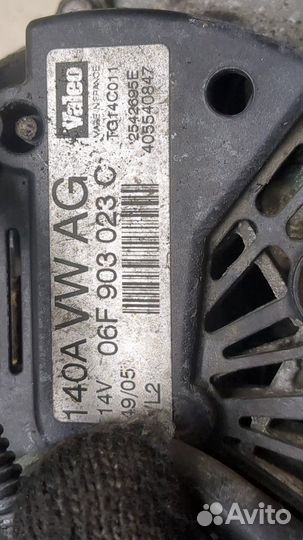 Valeo
MADE IN FRANCE
TG14C011
2542695E
405540847
140A VW AG
14V 06F 903 023 C
49/05
/L2
Avito